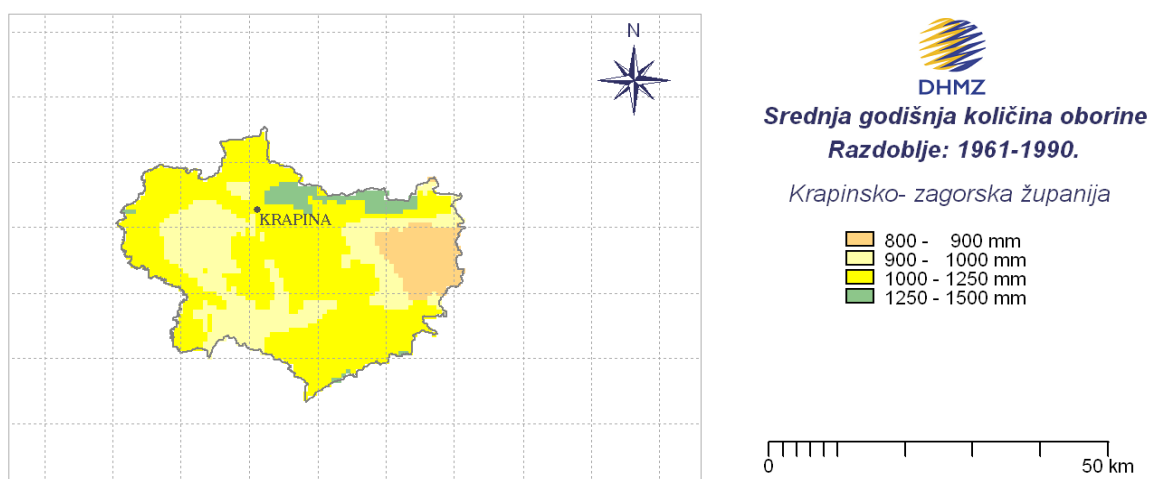 N
DHMZ
Srednja godišnja količina oborine
Razdoblje: 1961-1990.
Krapinsko- zagorska županija
KRAPINA
800 - 900 mm
900 - 1000 mm
1000 - 1250 mm
1250 - 1500 mm
0 50 km